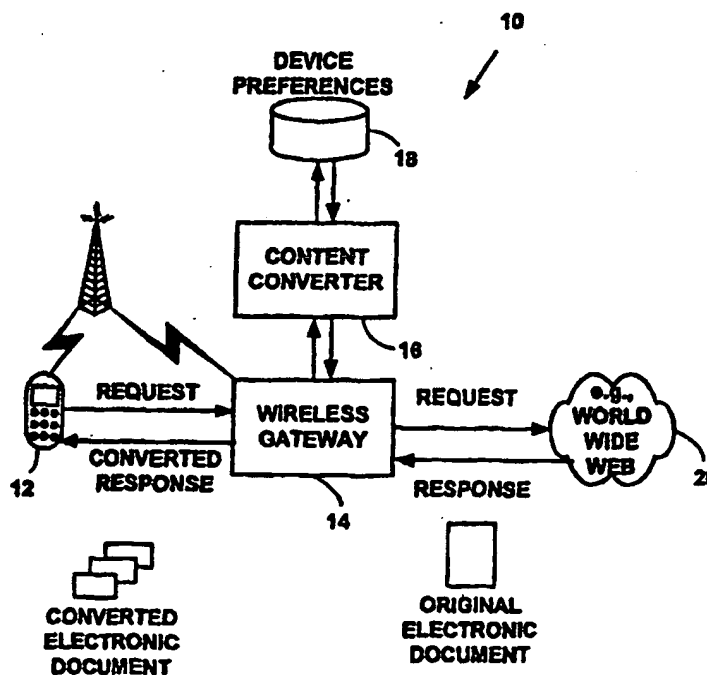 10
DEVICE
PREFERENCES
18
CONTENT
CONVERTER
16
REQUEST
WIRELESS
GATEWAY
REQUEST
e.g.,
WORLD
WIDE
WEB
CONVERTED
RESPONSE
RESPONSE
12
14
CONVERTED
ELECTRONIC
DOCUMENT
ORIGINAL
ELECTRONIC
DOCUMENT